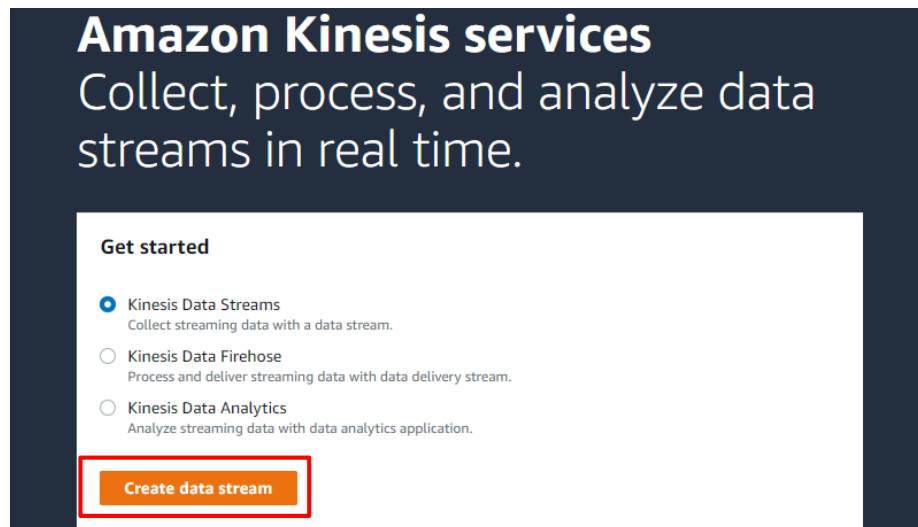 Amazon Kinesis services
Collect, process, and analyze data
streams in real time.
Get started
Kinesis Data Streams
Collect streaming data with a data stream.
Kinesis Data Firehose
Process and deliver streaming data with data delivery stream.
Kinesis Data Analytics
Analyze streaming data with data analytics application.
Create data stream